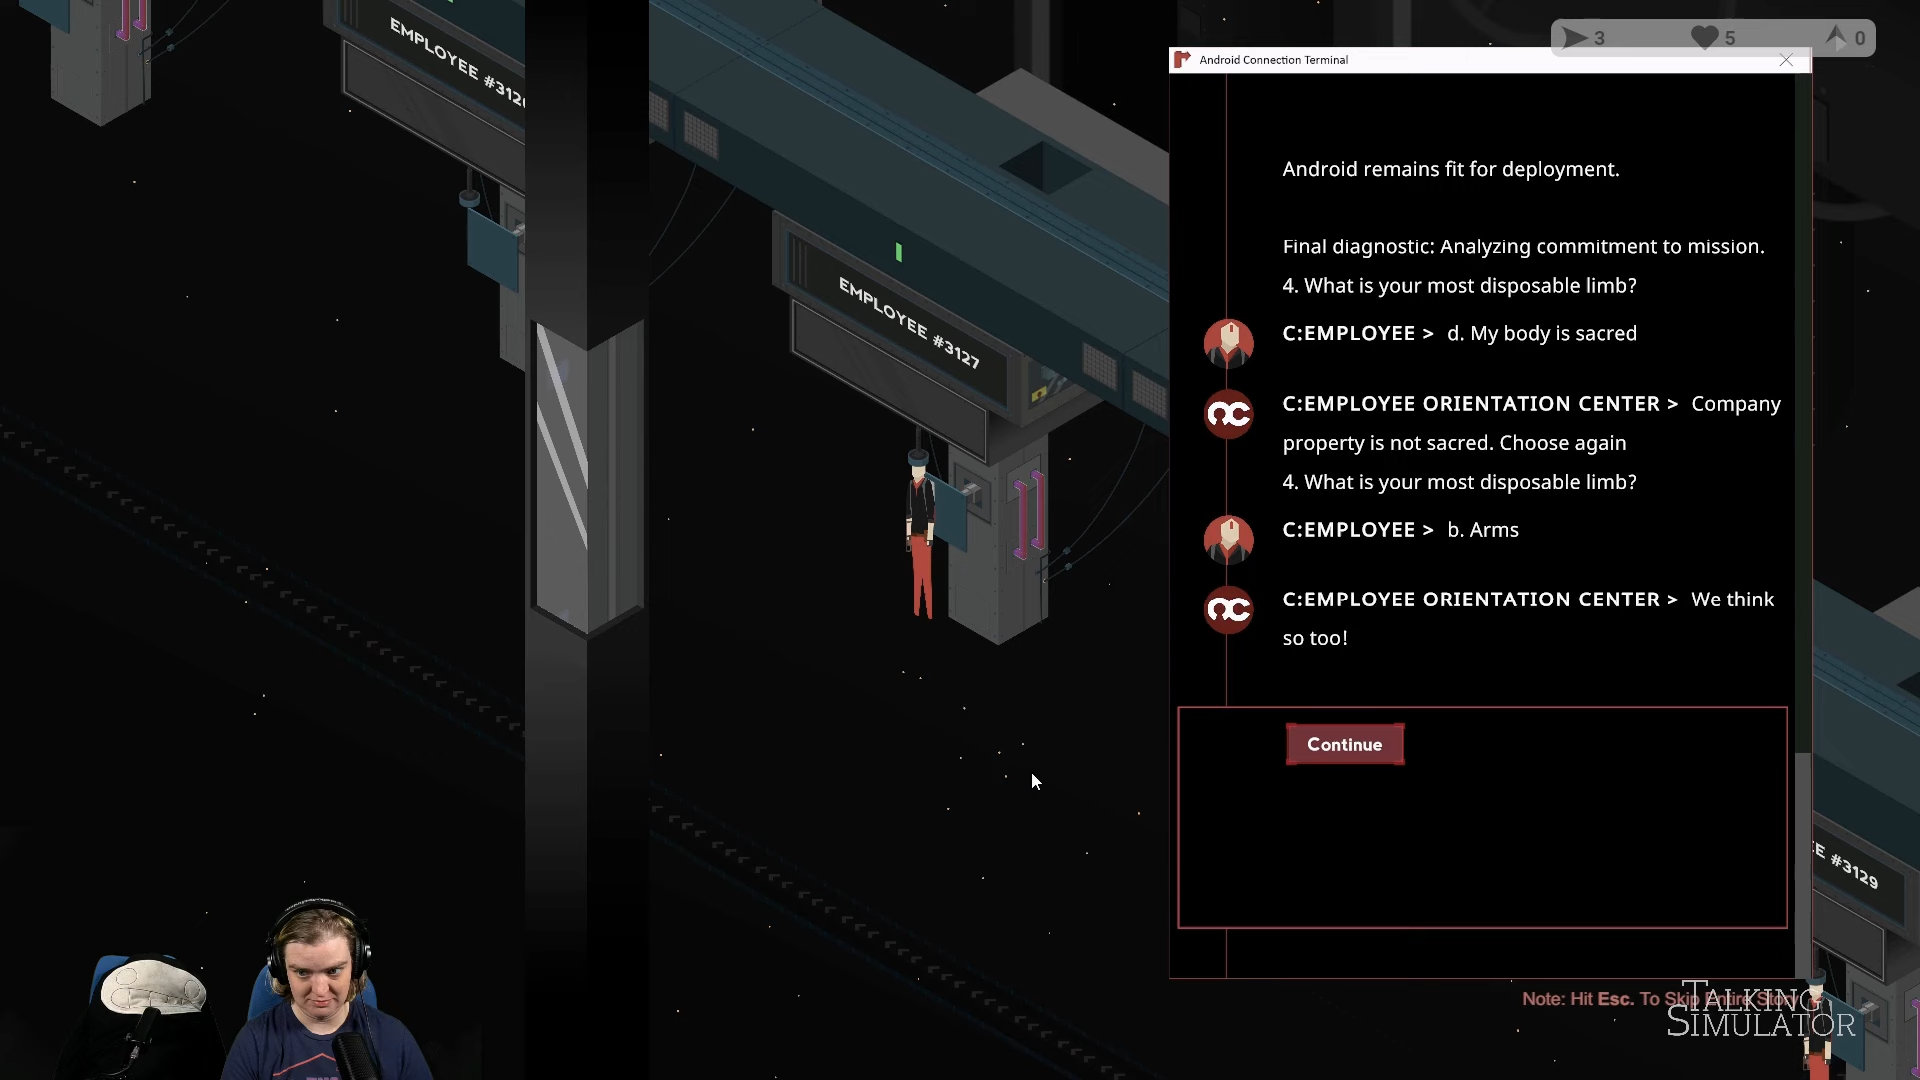 3
5
0
Android Connection Terminal
EMPLOYEE
Android remains fit for deployment.
Final diagnostic: Analyzing commitment to mission.
4. What is your most disposable limb?
EMPLOYEE #3127
C:EMPLOYEE > d. My body is sacred
C:EMPLOYEE ORIENTATION CENTER > Company
property is not sacred. Choose again
4. What is your most disposable limb?
C:EMPLOYEE > b. Arms
C:EMPLOYEE ORIENTATION CENTER > We think
so too!
Continue
#3129
Note: Hit Esc. To Skip Entire Story
TALKING
SIMULATOR